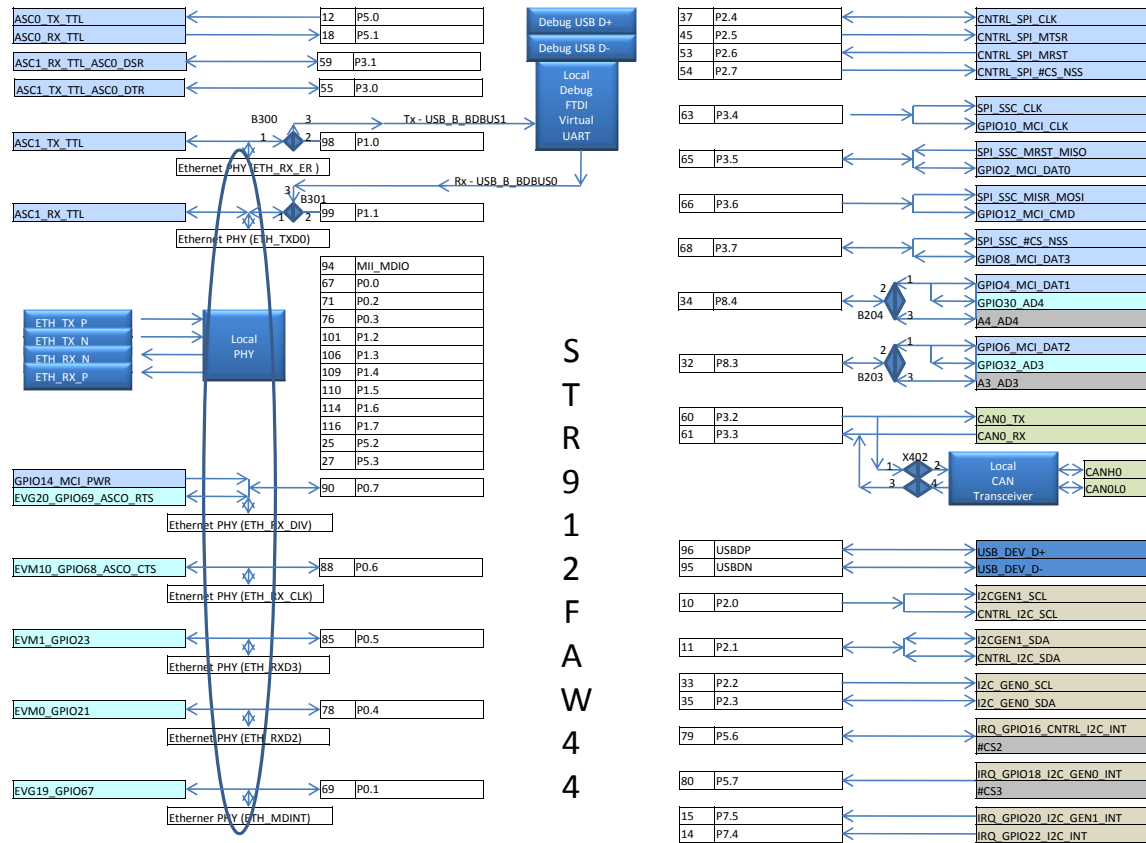 ASC0_TX_TTL 12 P5.0
ASC0_RX_TTL 18 P5.1
ASC1_RX_TTL_ASC0_DSR 59 P3.1
ASC1_TX_TTL_ASC0_DTR 55 P3.0
B300 3 Tx - USB_B_BDBUS1
ASC1_TX_TTL 1 2 98 P1.0
Ethernet PHY (ETH_RX_ER )
3 Rx - USB_B_BDBUS0
B301
ASC1_RX_TTL 1 2 99 P1.1
Ethernet PHY (ETH_TXD0)
Debug USB D+
Debug USB D-
Local
Debug
FTDI
Virtual
UART
94 MII_MDIO
67 P0.0
71 P0.2
76 P0.3
101 P1.2
106 P1.3
109 P1.4
110 P1.5
114 P1.6
116 P1.7
25 P5.2
27 P5.3
ETH_TX_P
ETH_TX_N
ETH_RX_N
ETH_RX_P
Local
PHY
GPIO14_MCI_PWR
EVG20_GPIO69_ASCO_RTS
90 P0.7
Ethernet PHY (ETH_RX_DIV)
EVM10_GPIO68_ASCO_CTS 88 P0.6
Etnernet PHY (ETH_RX_CLK)
EVM1_GPIO23 85 P0.5
Ethernet PHY (ETH_RXD3)
EVM0_GPIO21 78 P0.4
Ethernet PHY (ETH_RXD2)
EVG19_GPIO67 69 P0.1
Etherner PHY (ETH_MDINT)
S
T
R
9
1
2
F
A
W
4
4
37 P2.4 CNTRL_SPI_CLK
45 P2.5 CNTRL_SPI_MTSR
53 P2.6 CNTRL_SPI_MRST
54 P2.7 CNTRL_SPI_#CS_NSS
63 P3.4 SPI_SSC_CLK
GPIO10_MCI_CLK
65 P3.5 SPI_SSC_MRST_MISO
GPIO2_MCI_DAT0
66 P3.6 SPI_SSC_MISR_MOSI
GPIO12_MCI_CMD
68 P3.7 SPI_SSC_#CS_NSS
GPIO8_MCI_DAT3
34 P8.4 2 1 GPIO4_MCI_DAT1
GPIO30_AD4
B204 3 A4_AD4
32 P8.3 2 1 GPIO6_MCI_DAT2
GPIO32_AD3
B203 3 A3_AD3
60 P3.2 CAN0_TX
61 P3.3 CAN0_RX
X402
1 2
3 4
Local
CAN
Transceiver
CANH0
CAN0L0
96 USBDP USB_DEV_D+
95 USBDN USB_DEV_D-
10 P2.0 I2CGEN1_SCL
CNTRL_I2C_SCL
11 P2.1 I2CGEN1_SDA
CNTRL_I2C_SDA
33 P2.2 I2C_GEN0_SCL
35 P2.3 I2C_GEN0_SDA
79 P5.6 IRQ_GPIO16_CNTRL_I2C_INT
#CS2
80 P5.7 IRQ_GPIO18_I2C_GEN0_INT
#CS3
15 P7.5 IRQ_GPIO20_I2C_GEN1_INT
14 P7.4 IRQ_GPIO22_I2C_INT